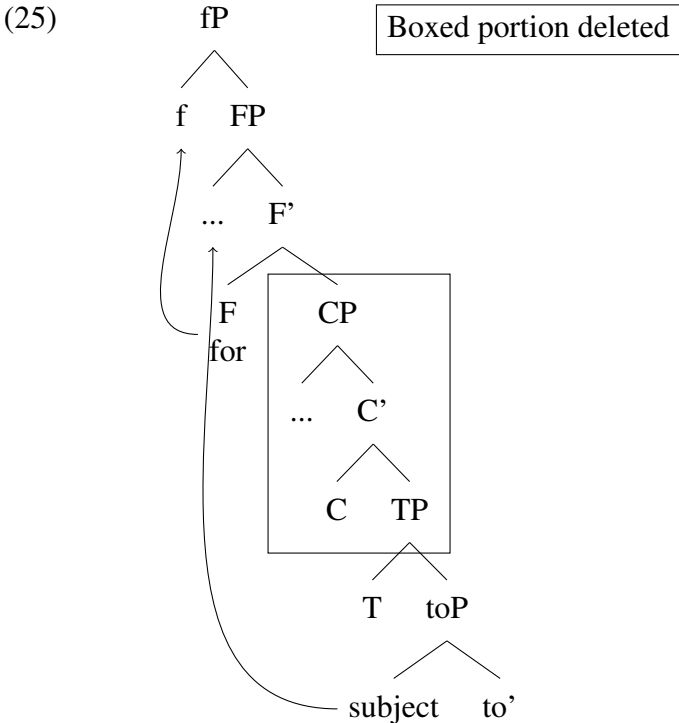 (25) fP Boxed portion deleted
f FP
... F’
F CP
for
... C’
C TP
T toP
subject to’